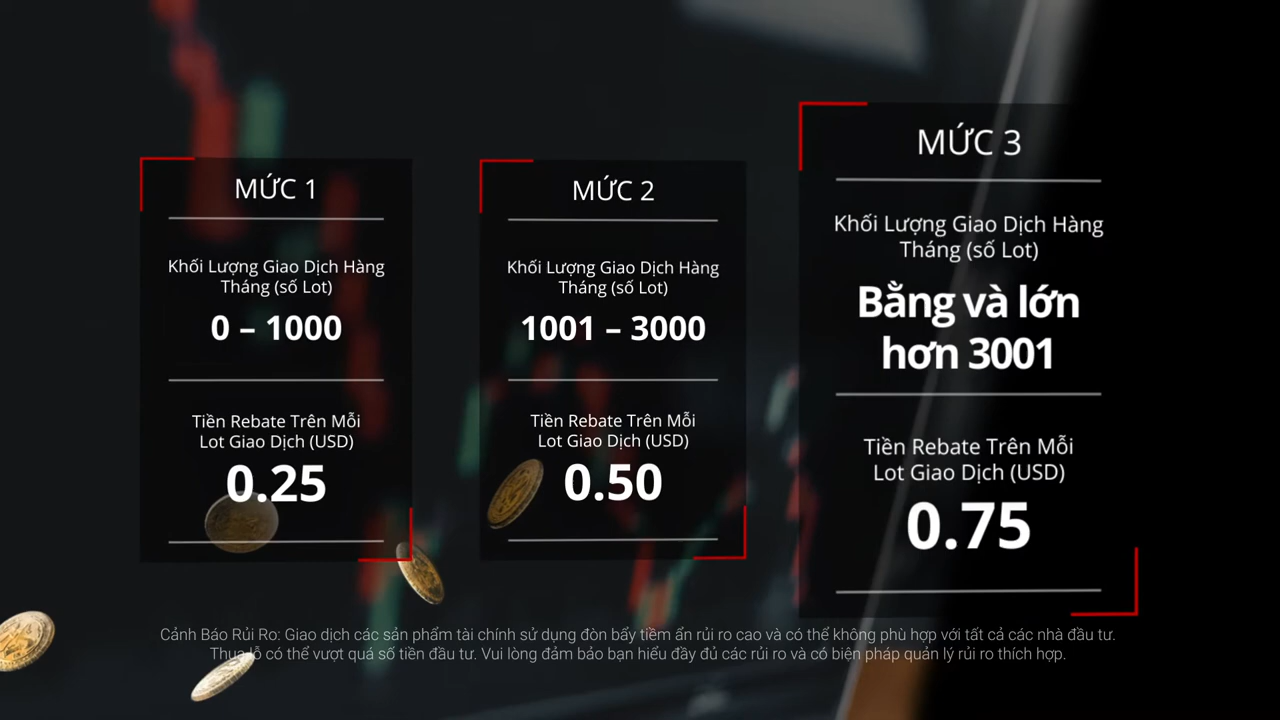 MỨC 1
Khối Lượng Giao Dịch Hàng
Tháng (số Lot)
0 – 1000
Tiền Rebate Trên Mỗi
Lot Giao Dịch (USD)
0.25
MỨC 2
Khối Lượng Giao Dịch Hàng
Tháng (số Lot)
1001 – 3000
Tiền Rebate Trên Mỗi
Lot Giao Dịch (USD)
0.50
MỨC 3
Khối Lượng Giao Dịch Hàng
Tháng (số Lot)
Bằng và lớn
hơn 3001
Tiền Rebate Trên Mỗi
Lot Giao Dịch (USD)
0.75
Cảnh Báo Rủi Ro: Giao dịch các sản phẩm tài chính sử dụng đòn bẩy tiềm ẩn rủi ro cao và có thể không phù hợp với tất cả các nhà đầu tư.
Thua lỗ có thể vượt quá số tiền đầu tư. Vui lòng đảm bảo bạn hiểu đầy đủ các rủi ro và có biện pháp quản lý rủi ro thích hợp.